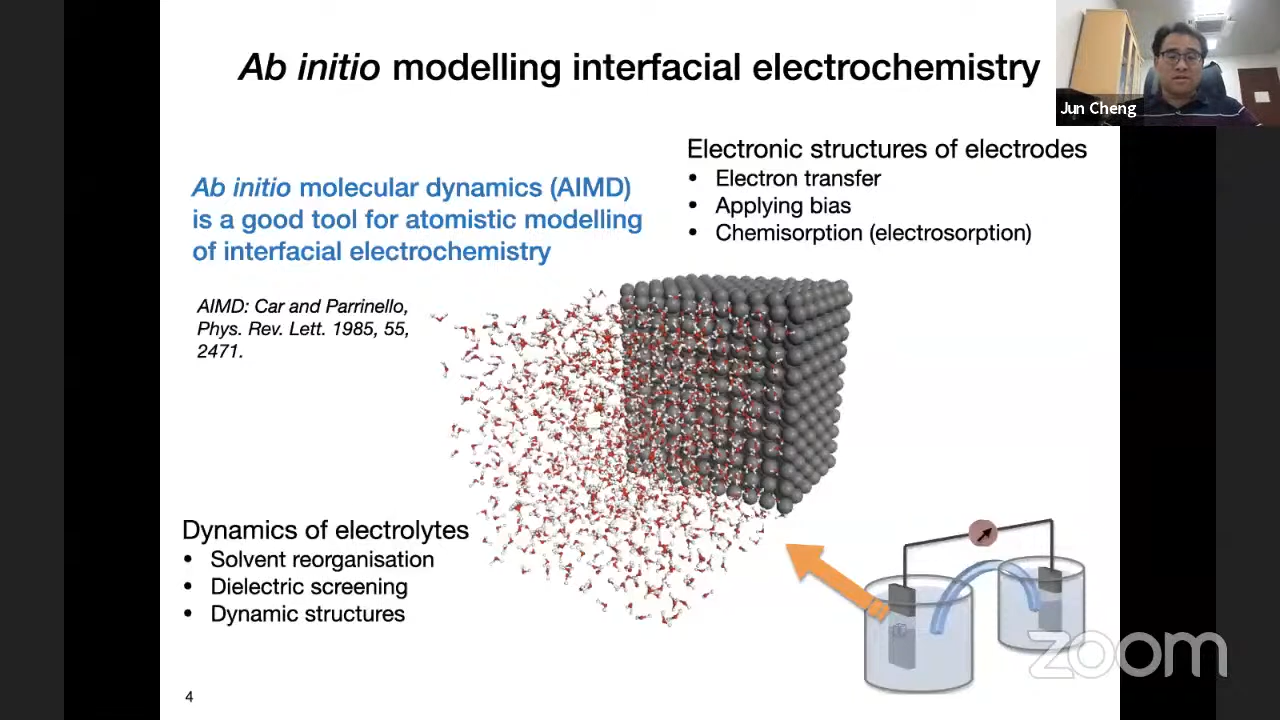 Ab initio modelling interfacial electrochemistry
Jun Cheng
Electronic structures of electrodes
• Electron transfer
• Applying bias
• Chemisorption (electrosorption)
Ab initio molecular dynamics (AIMD)
is a good tool for atomistic modelling
of interfacial electrochemistry
AIMD: Car and Parrinello,
Phys. Rev. Lett. 1985, 55,
2471.
Dynamics of electrolytes
• Solvent reorganisation
• Dielectric screening
• Dynamic structures
zoom
4